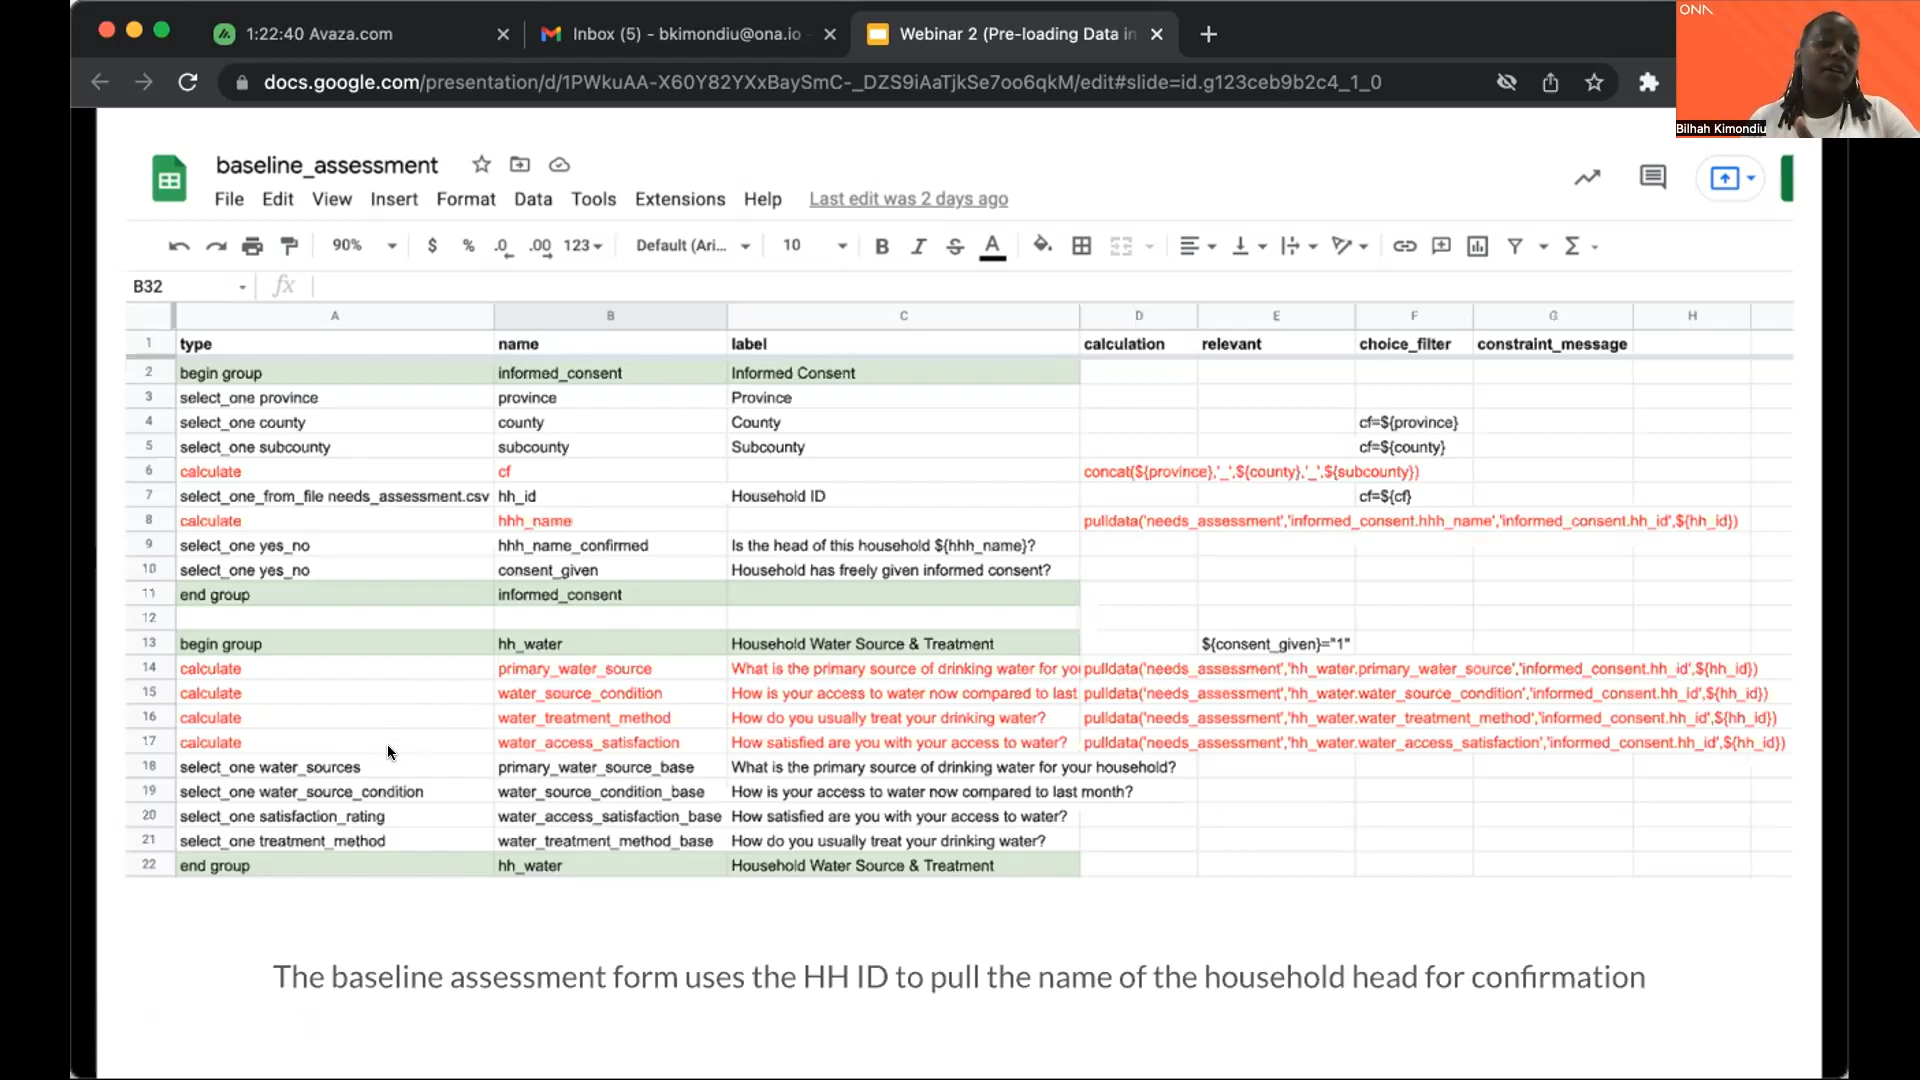 1:22:40 Avaza.com
Inbox (5) - bkimondiu@ona.io -
Webinar 2 (Pre-loading Data in
ONA
docs.google.com/presentation/d/1PWkuAA-X60Y82YXxBaySmC-_DZS9iAaTjkSe7oo6qkM/edit#slide=id.g123ceb9b2c4_1_0
Bilhah Kimondiu
baseline_assessment
File Edit View Insert Format Data Tools Extensions Help Last edit was 2 days ago
90% $ % .0 .00 123 Default (Ari... 10 B I S A
B32 fx
A B C D E F G H
1 type name label calculation relevant choice_filter constraint_message
2 begin group informed_consent Informed Consent
3 select_one province province Province
4 select_one county county County cf=${province}
5 select_one subcounty subcounty Subcounty cf=${county}
6 calculate cf concat(${province},'_',${county},'_',${subcounty})
7 select_one_from_file needs_assessment.csv hh_id Household ID cf=${cf}
8 calculate hhh_name pulldata('needs_assessment','informed_consent.hhh_name','informed_consent.hh_id',${hh_id})
9 select_one yes_no hhh_name_confirmed Is the head of this household ${hhh_name}?
10 select_one yes_no consent_given Household has freely given informed consent?
11 end group informed_consent
12
13 begin group hh_water Household Water Source & Treatment ${consent_given}="1"
14 calculate primary_water_source What is the primary source of drinking water for you pulldata('needs_assessment','hh_water.primary_water_source','informed_consent.hh_id',${hh_id})
15 calculate water_source_condition How is your access to water now compared to last pulldata('needs_assessment','hh_water.water_source_condition','informed_consent.hh_id',${hh_id})
16 calculate water_treatment_method How do you usually treat your drinking water? pulldata('needs_assessment','hh_water.water_treatment_method','informed_consent.hh_id',${hh_id})
17 calculate water_access_satisfaction How satisfied are you with your access to water? pulldata('needs_assessment','hh_water.water_access_satisfaction','informed_consent.hh_id',${hh_id})
18 select_one water_sources primary_water_source_base What is the primary source of drinking water for your household?
19 select_one water_source_condition water_source_condition_base How is your access to water now compared to last month?
20 select_one satisfaction_rating water_access_satisfaction_base How satisfied are you with your access to water?
21 select_one treatment_method water_treatment_method_base How do you usually treat your drinking water?
22 end group hh_water Household Water Source & Treatment
The baseline assessment form uses the HH ID to pull the name of the household head for confirmation